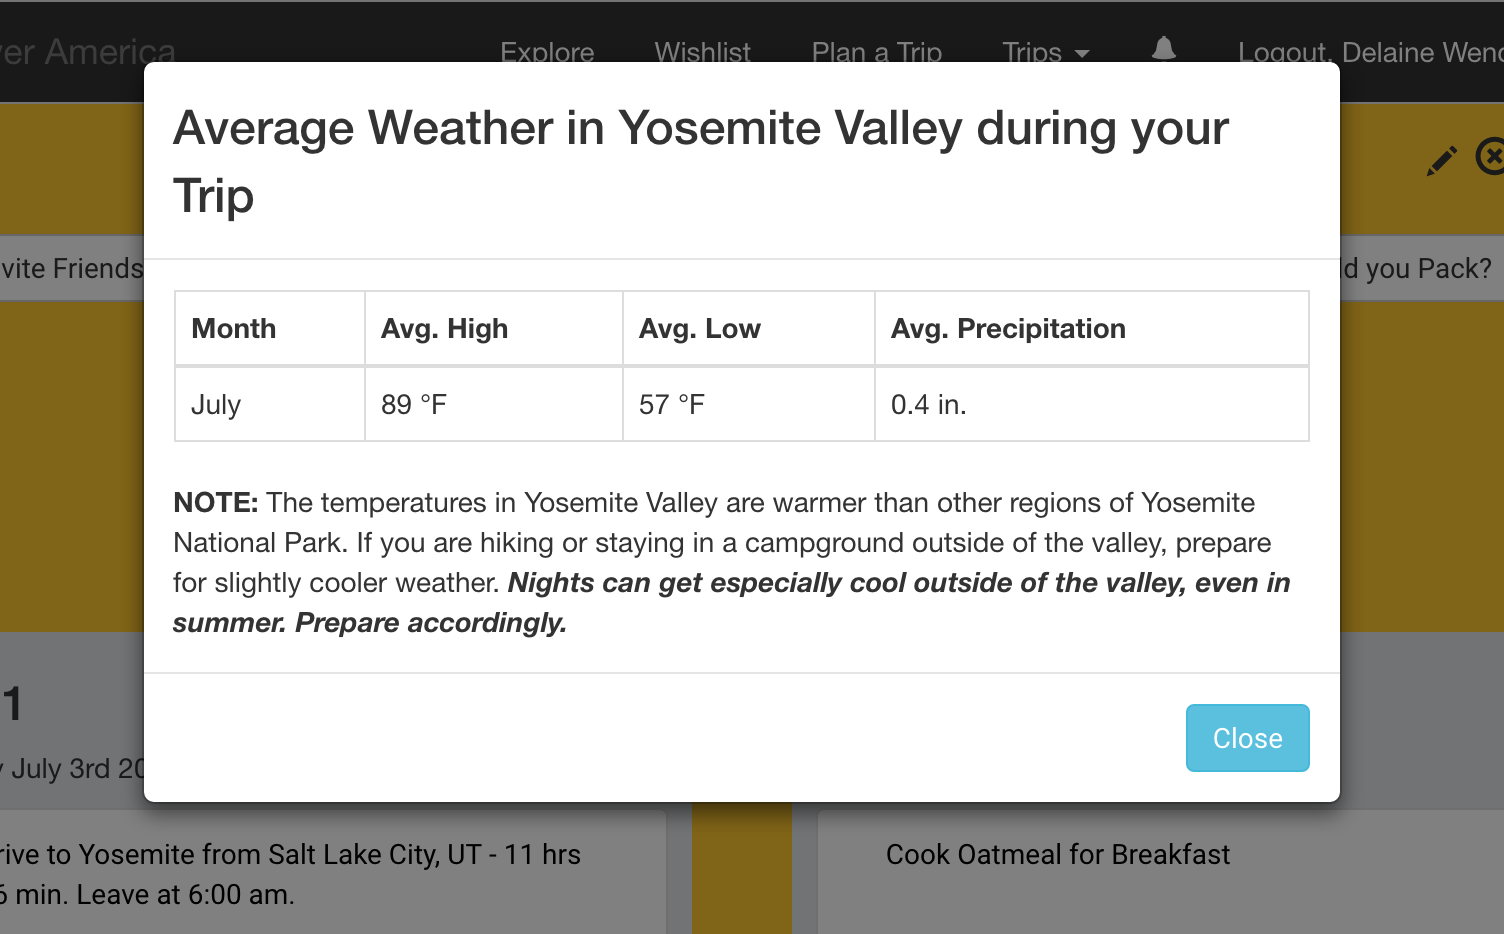 er America
Explore Wishlist Plan a Trip Trips Logout, Delaine
Average Weather in Yosemite Valley during your
Trip
vite Friends
ld you Pack?
Month Avg. High Avg. Low Avg. Precipitation
July 89 °F 57 °F 0.4 in.
NOTE: The temperatures in Yosemite Valley are warmer than other regions of Yosemite
National Park. If you are hiking or staying in a campground outside of the valley, prepare
for slightly cooler weather. Nights can get especially cool outside of the valley, even in
summer. Prepare accordingly.
Close
1
July 3rd 20
rive to Yosemite from Salt Lake City, UT - 11 hrs
6 min. Leave at 6:00 am.
Cook Oatmeal for Breakfast